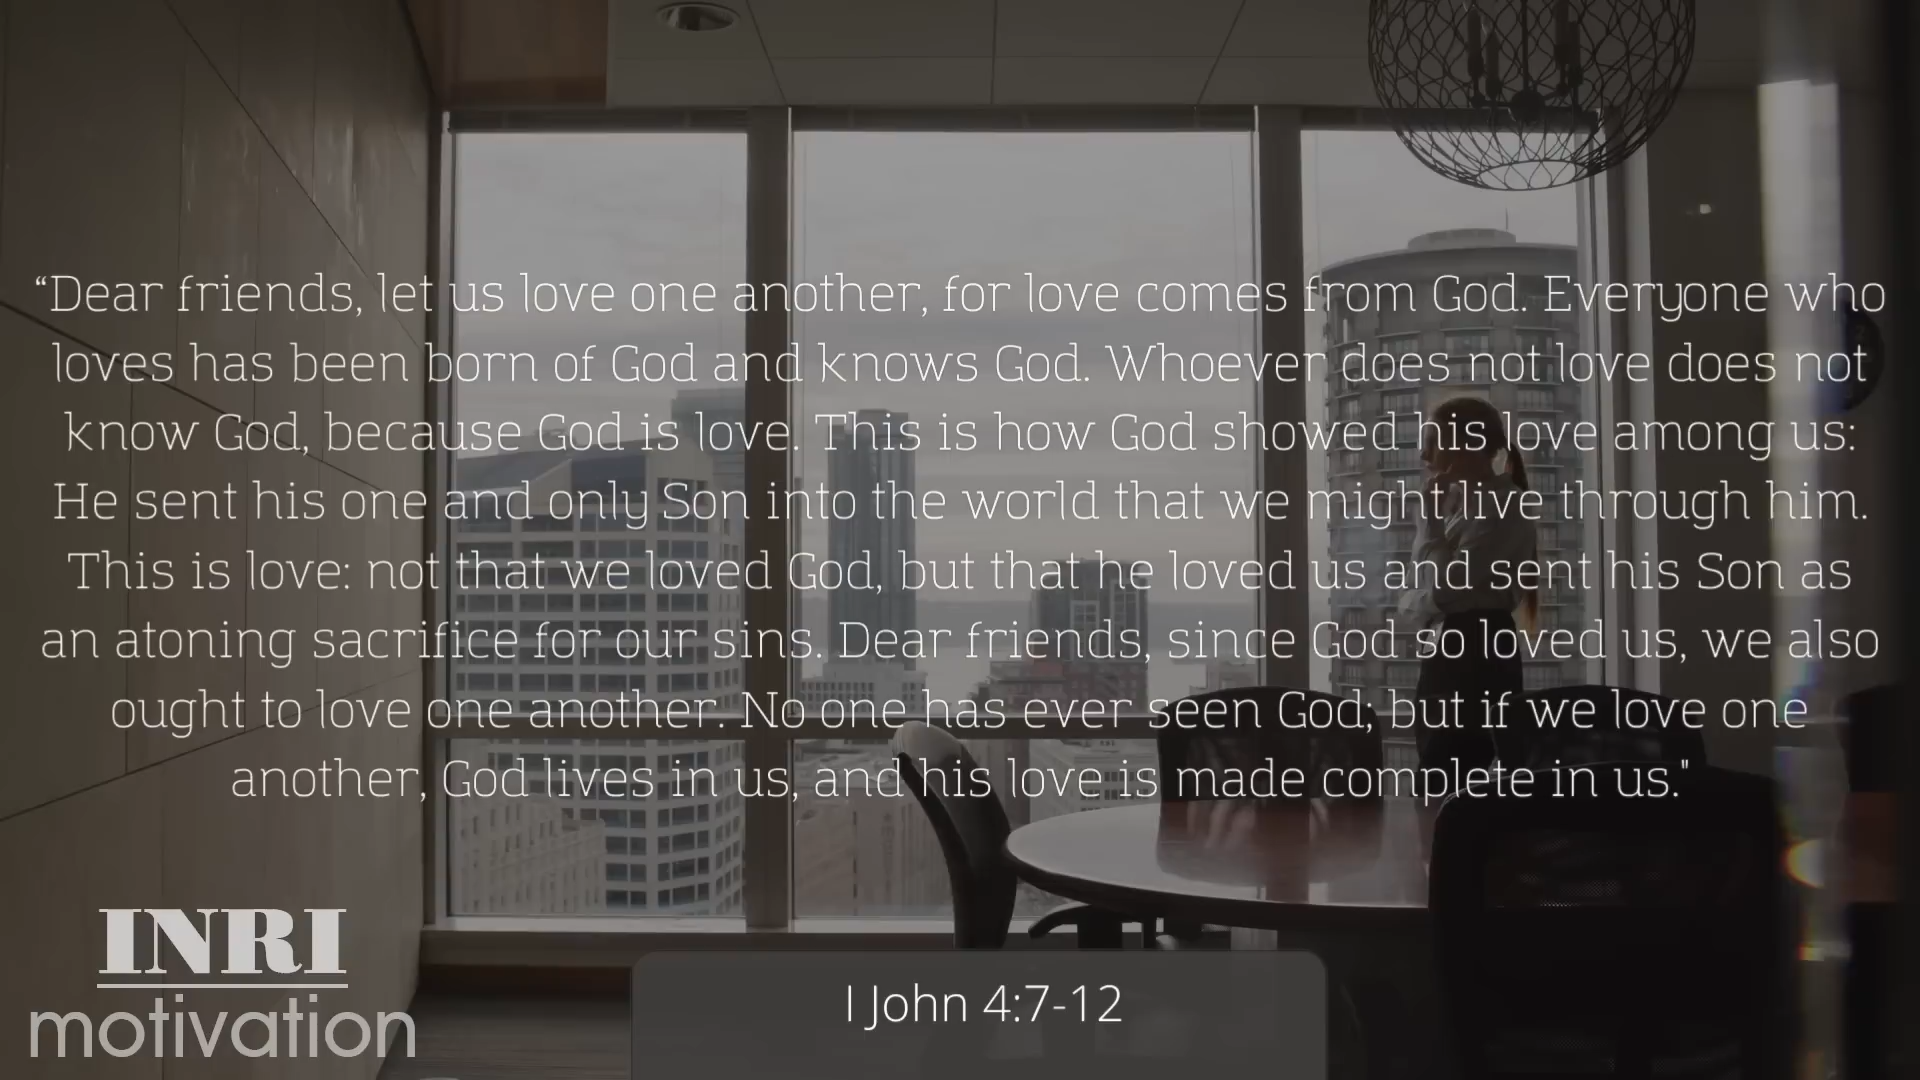 “Dear friends, let us love one another, for love comes from God. Everyone who
loves has been born of God and knows God. Whoever does not love does not
know God, because God is love. This is how God showed his love among us:
He sent his one and only Son into the world that we might live through him.
This is love: not that we loved God, but that he loved us and sent his Son as
an atoning sacrifice for our sins. Dear friends, since God so loved us, we also
ought to love one another. No one has ever seen God; but if we love one
another, God lives in us, and his love is made complete in us."
INRI
motivation
I John 4:7-12